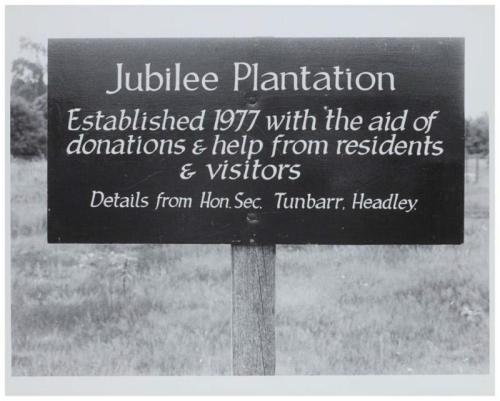 Jubilee Plantation
Established 1977 with the aid of
donations & help from residents
& visitors
Details from Hon. Sec. Tunbarr, Headley.